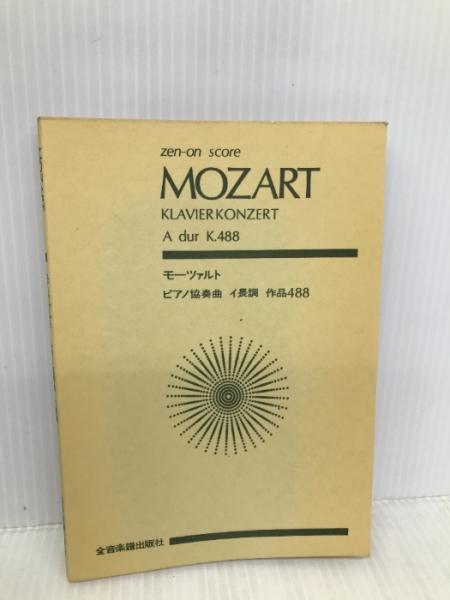 zen-on score
MOZART
KLAVIERKONZERT
A dur K.488
モーツァルト
ピアノ協奏曲 イ長調 作品488
全音楽譜出版社